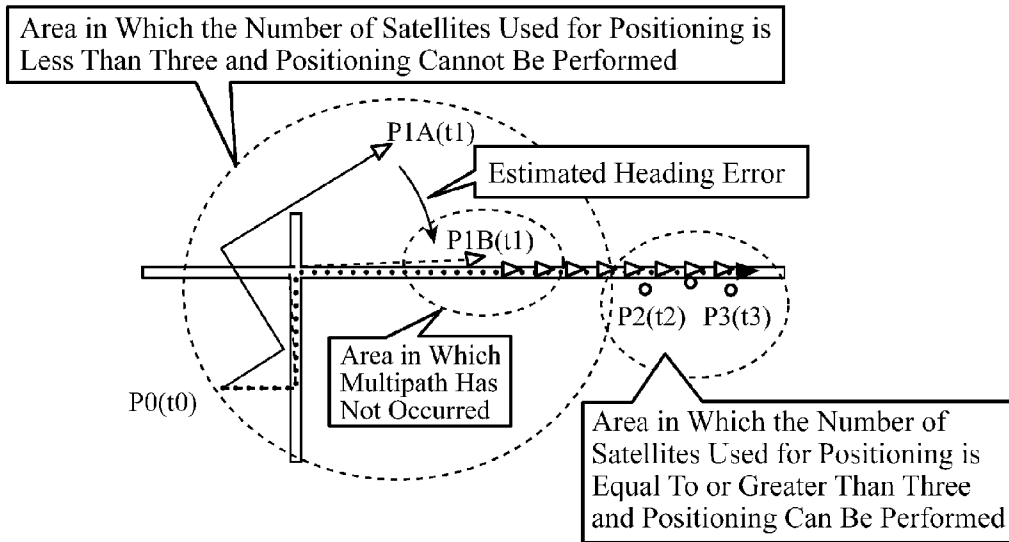 Area in Which the Number of Satellites Used for Positioning is
Less Than Three and Positioning Cannot Be Performed
P1A(t1)
Estimated Heading Error
P1B(t1)
P2(t2)
P3(t3)
Area in Which
Multipath Has
Not Occurred
P0(t0)
Area in Which the Number of
Satellites Used for Positioning is
Equal To or Greater Than Three
and Positioning Can Be Performed